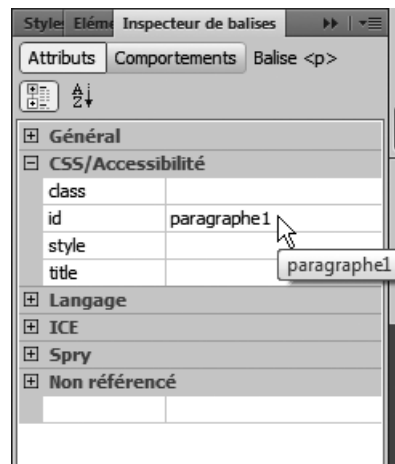 Style Elém Inspecteur de balises
Attributs Comportements Balise <p>
A Z
Général
CSS/Accessibilité
class
id paragraphe1
style
paragraphe1
title
Langage
ICE
Spry
Non référencé